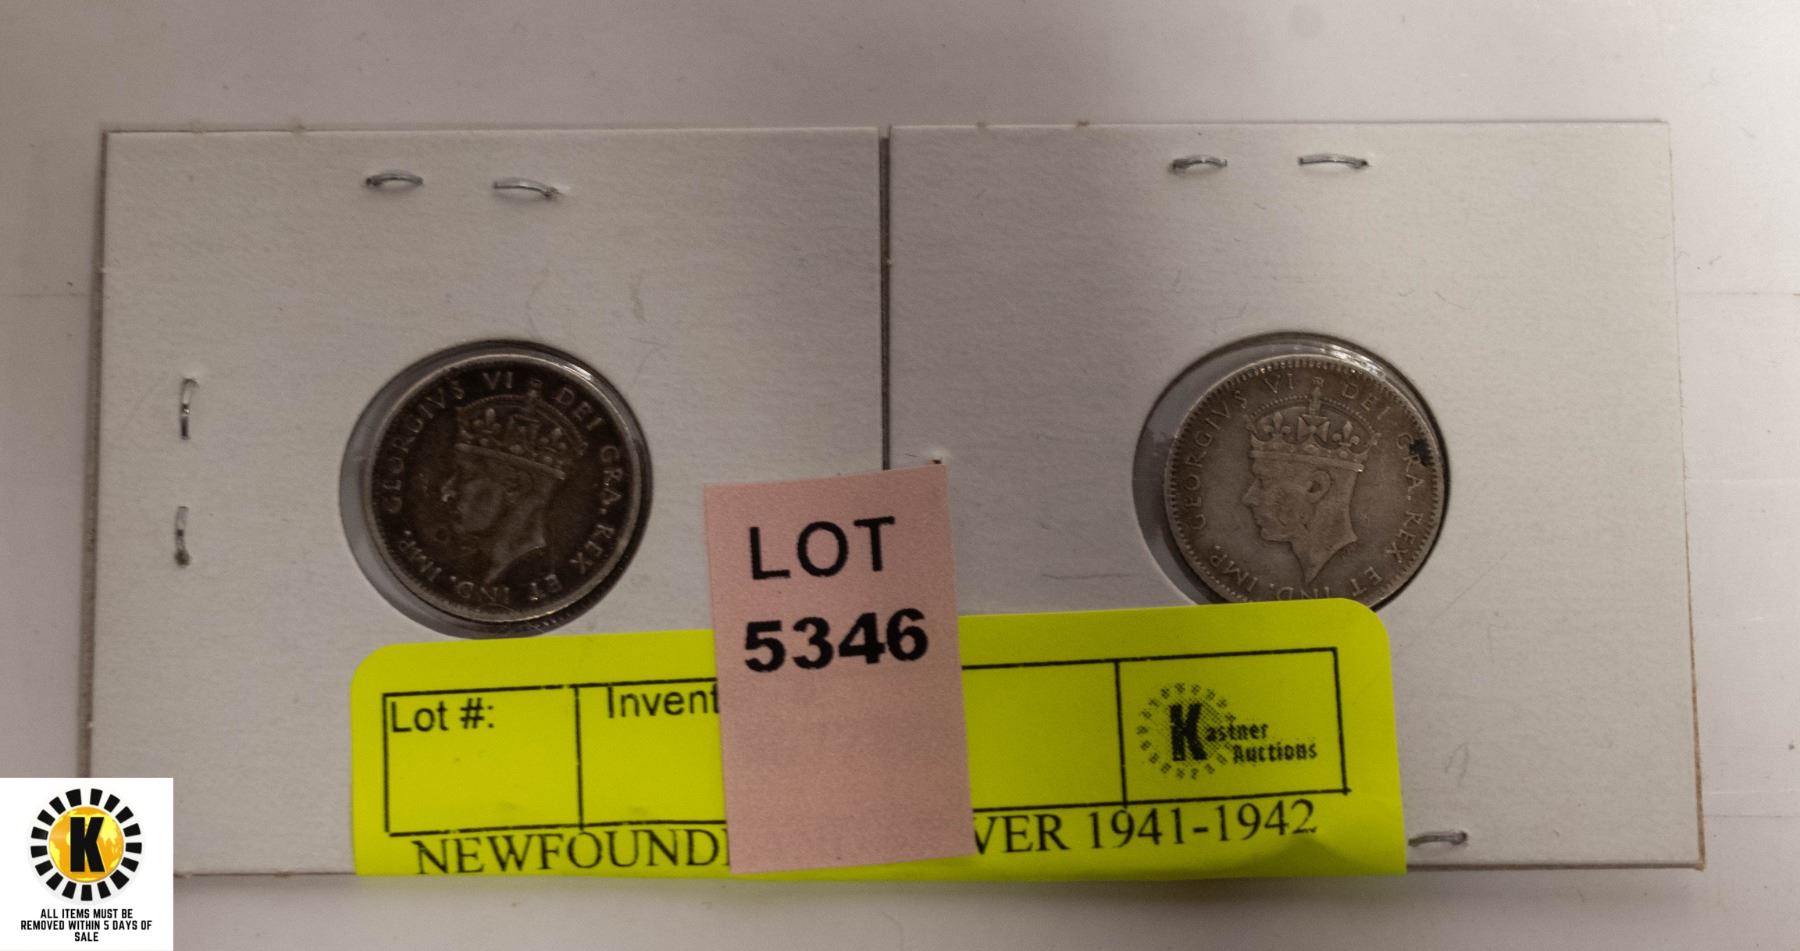 GEORGIVS VI DEI GRA. REX ET IND. IMP.
GEORGIVS VI DEI GRA. REX ET IND. IMP.
LOT
5346
Lot #:
Invent
Kastner
Auctions
NEWFOUNDL VER 1941-1942
K
ALL ITEMS MUST BE
REMOVED WITHIN 5 DAYS OF
SALE